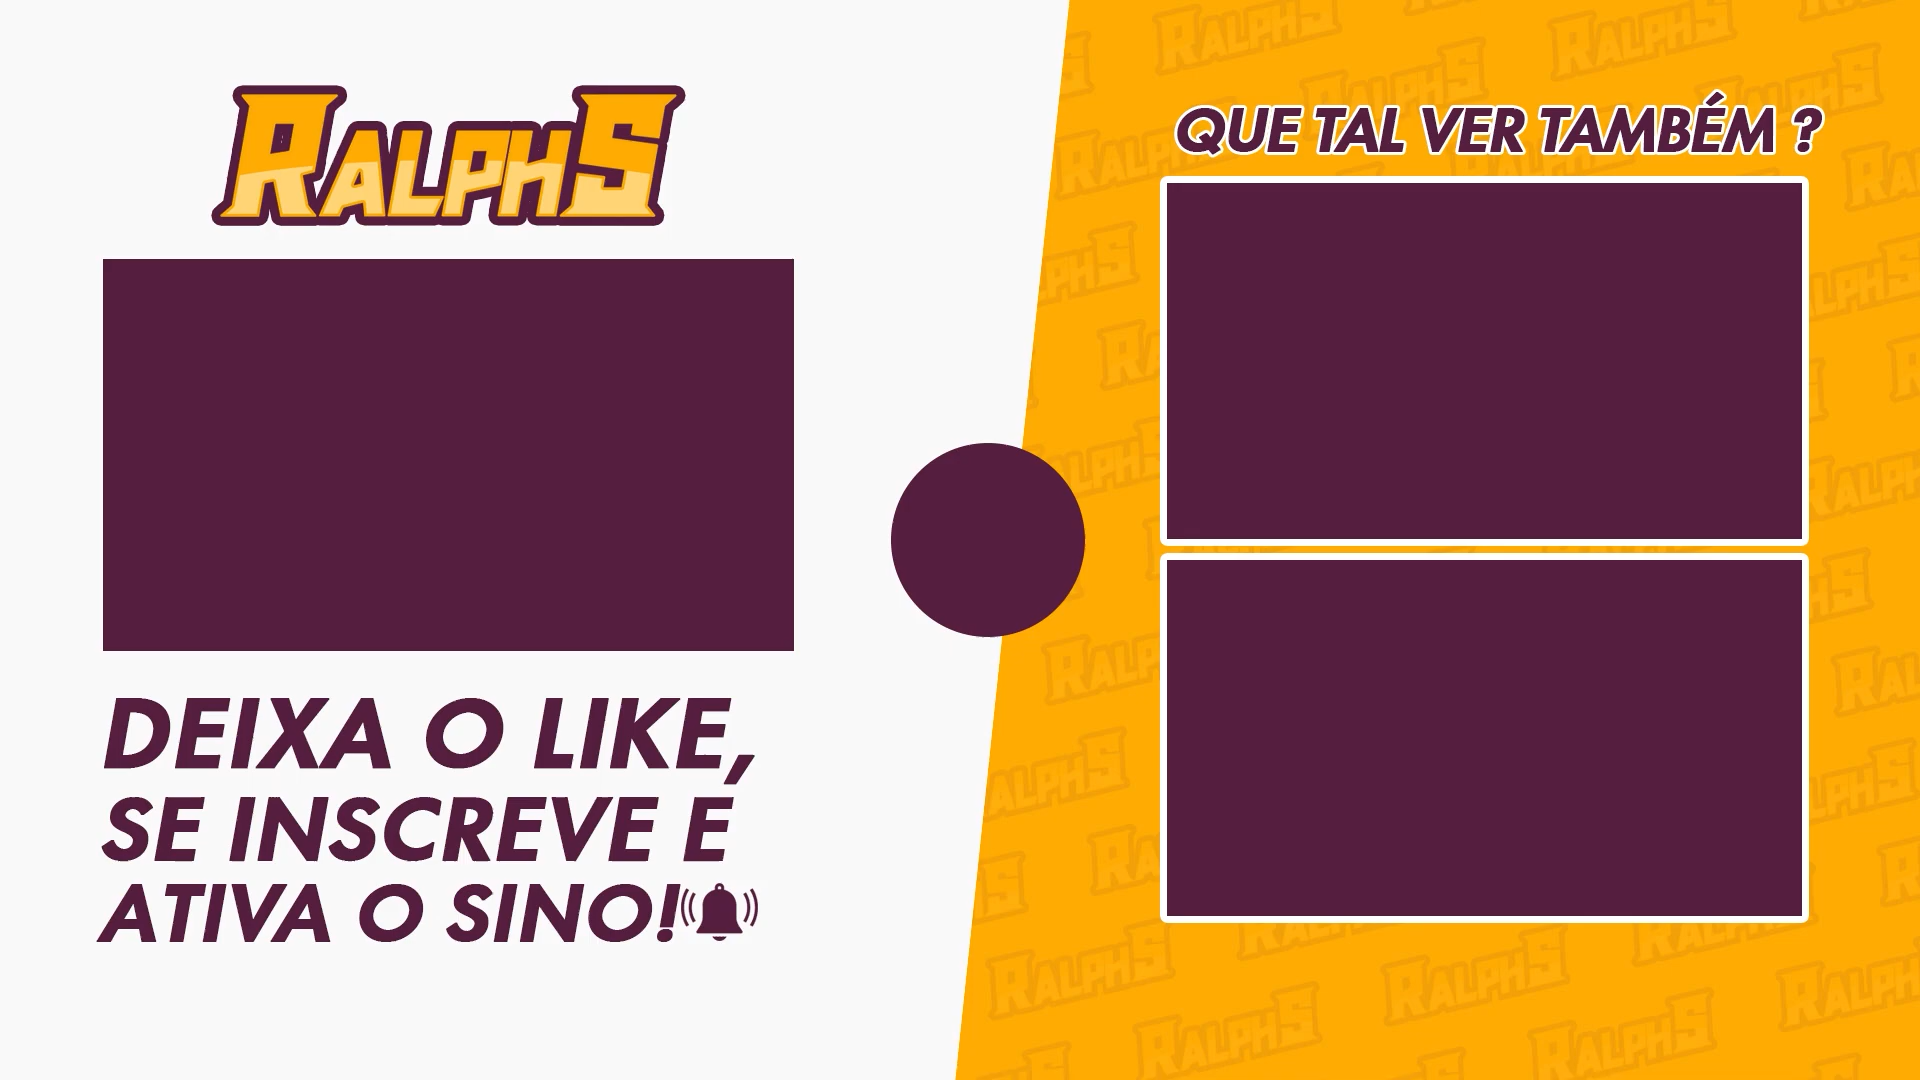 RALPHS
DEIXA O LIKE,
SE INSCREVE E
ATIVA O SINO!
QUE TAL VER TAMBÉM ?